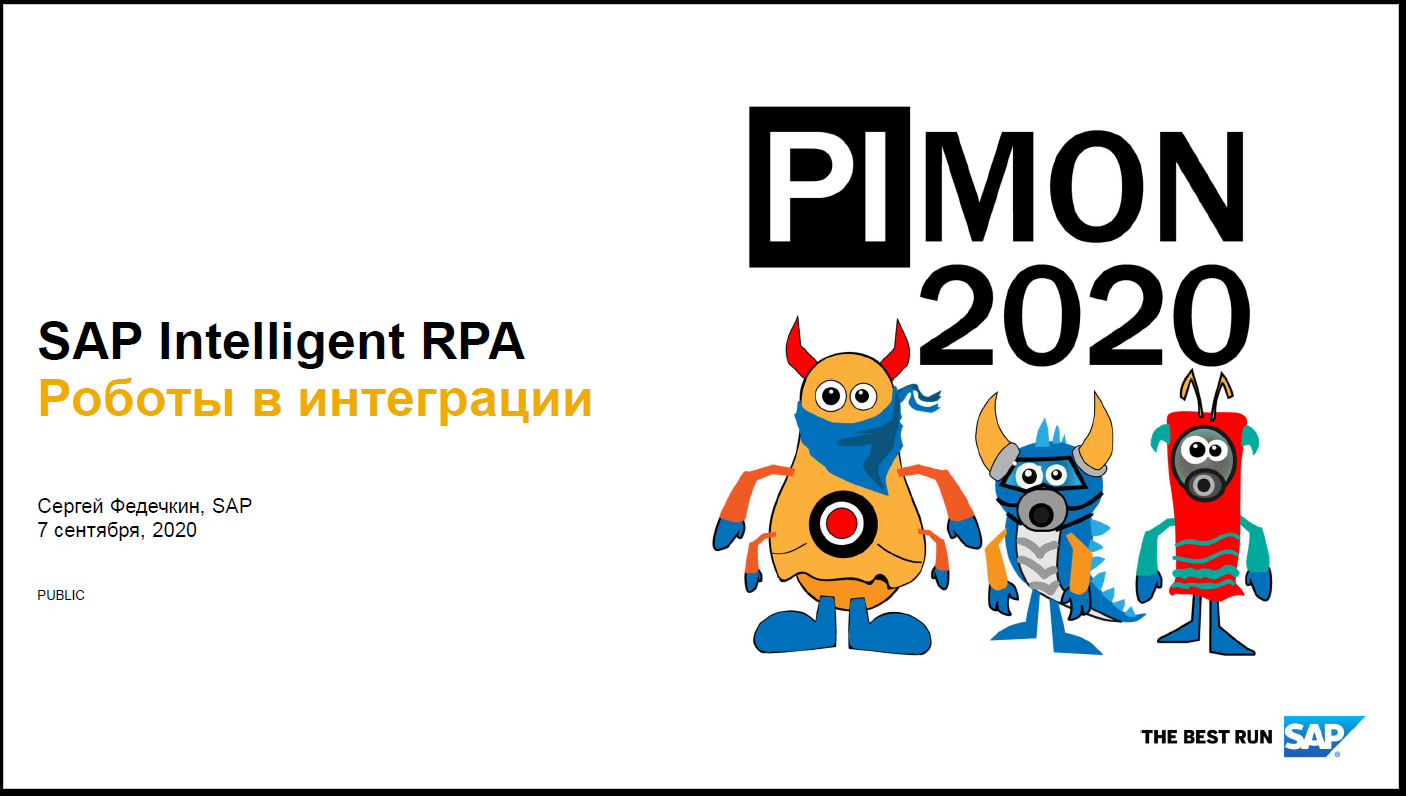 PIMON
2020
SAP Intelligent RPA
Роботы в интеграции
Сергей Федечкин, SAP
7 сентября, 2020
PUBLIC
THE BEST RUN SAP®